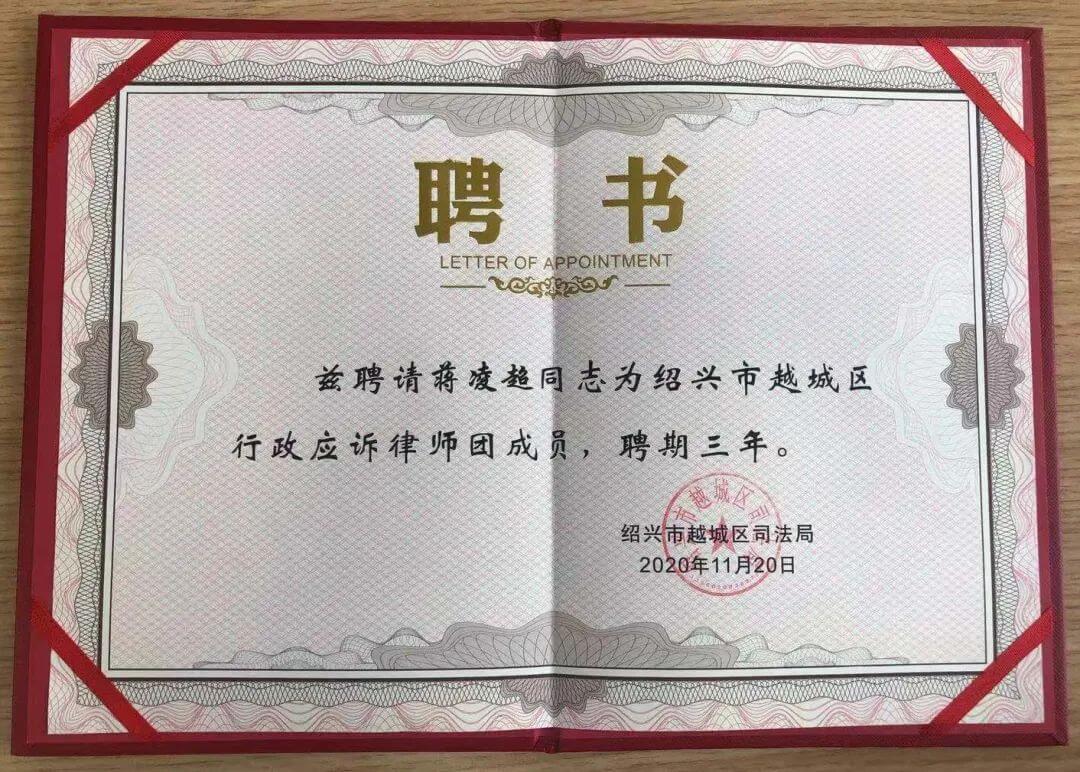 聘 书
LETTER OF APPOINTMENT
兹聘请蒋凌超同志为绍兴市越城区
行政应诉律师团成员，聘期三年。
绍兴市越城区司法局
2020年11月20日